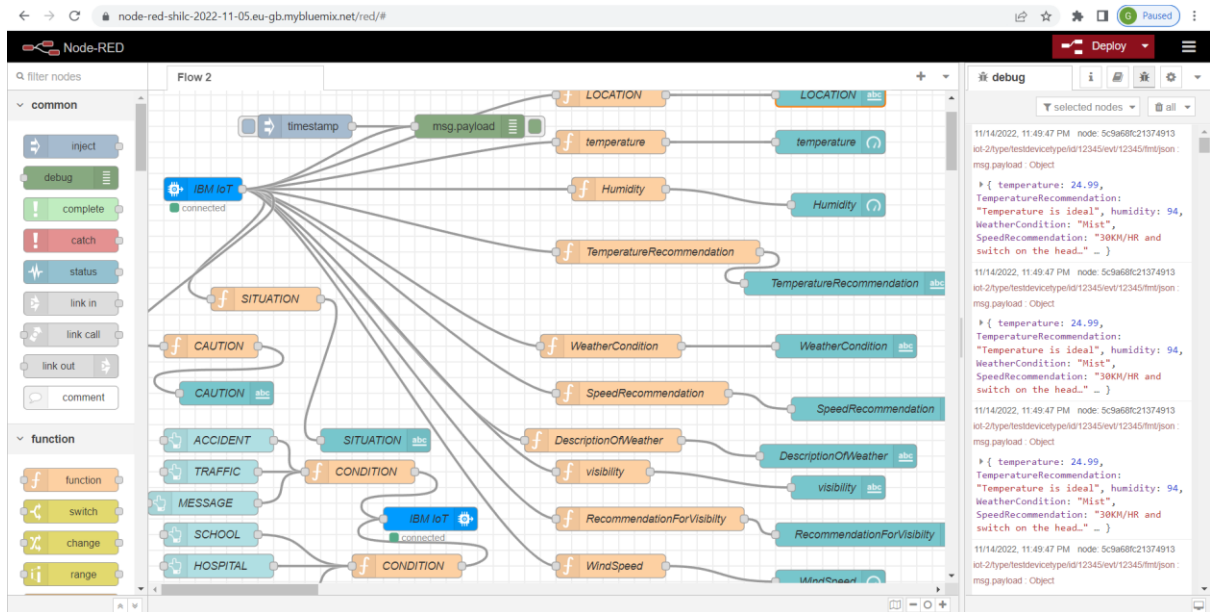 node-red-shilc-2022-11-05.eu-gb.mybluemix.net/red/#
G Paused
Node-RED
Deploy
filter nodes
common
inject
debug
complete
catch
status
link in
link call
link out
comment
function
function
switch
change
range
Flow 2
LOCATION
LOCATION abc
timestamp
msg.payload
temperature
temperature
IBM IoT
connected
Humidity
Humidity
TemperatureRecommendation
TemperatureRecommendation abc
SITUATION
CAUTION
WeatherCondition
WeatherCondition abc
CAUTION abc
SpeedRecommendation
SpeedRecommendation
ACCIDENT
SITUATION abc
DescriptionOfWeather
DescriptionOfWeather abc
TRAFFIC
CONDITION
visibility
visibility abc
MESSAGE
IBM IoT
connected
RecommendationForVisibilty
RecommendationForVisibilty
SCHOOL
HOSPITAL
CONDITION
WindSpeed
WindSpeed
debug
i
selected nodes
all
11/14/2022, 11:49:47 PM node: 5c9a68fc21374913
iot-2/type/testdevicetype/id/12345/evt/12345/fmt/json :
msg.payload : Object
{ temperature: 24.99,
TemperatureRecommendation:
"Temperature is ideal", humidity: 94,
WeatherCondition: "Mist",
SpeedRecommendation: "30KM/HR and
switch on the head…" … }
11/14/2022, 11:49:47 PM node: 5c9a68fc21374913
iot-2/type/testdevicetype/id/12345/evt/12345/fmt/json :
msg.payload : Object
{ temperature: 24.99,
TemperatureRecommendation:
"Temperature is ideal", humidity: 94,
WeatherCondition: "Mist",
SpeedRecommendation: "30KM/HR and
switch on the head…" … }
11/14/2022, 11:49:47 PM node: 5c9a68fc21374913
iot-2/type/testdevicetype/id/12345/evt/12345/fmt/json :
msg.payload : Object
{ temperature: 24.99,
TemperatureRecommendation:
"Temperature is ideal", humidity: 94,
WeatherCondition: "Mist",
SpeedRecommendation: "30KM/HR and
switch on the head…" … }
11/14/2022, 11:49:47 PM node: 5c9a68fc21374913
iot-2/type/testdevicetype/id/12345/evt/12345/fmt/json :
msg.payload : Object